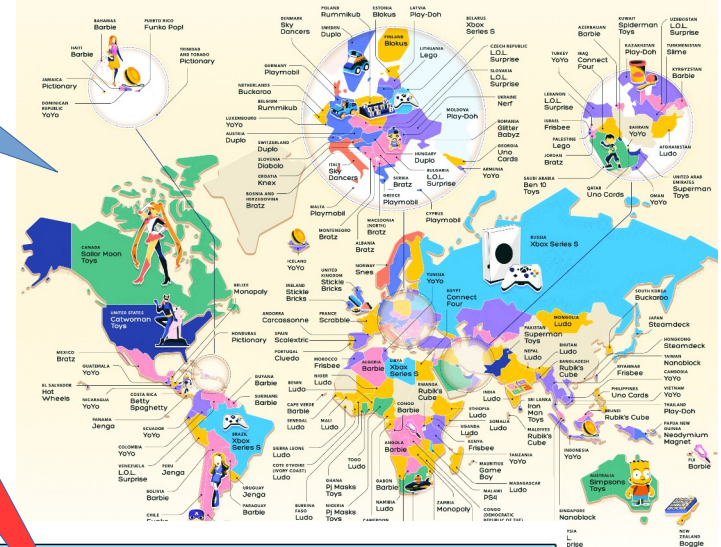 BAHAMAS
Barbie
PUERTO RICO
Funko Pop!
HAITI
Barbie
TRINIDAD
AND TOBAGO
Pictionary
JAMAICA
Pictionary
DOMINICAN
REPUBLIC
YoYo
DENMARK
Sky
Dancers
POLAND
Rummikub
ESTONIA
Blokus
LATVIA
Play-Doh
SWEDEN
Duplo
FINLAND
Blokus
LITHUANIA
Lego
BELARUS
Xbox
Series S
CZECH REPUBLIC
L.O.L.
Surprise
SLOVAKIA
L.O.L.
Surprise
UKRAINE
Nerf
GERMANY
Playmobil
NETHERLANDS
Buckaroo
BELGIUM
Rummikub
LUXEMBOURG
YoYo
AUSTRIA
Duplo
SWITZERLAND
Duplo
SLOVENIA
Diabolo
CROATIA
Knex
BOSNIA AND
HERZEGOVINA
Bratz
MOLDOVA
Play-Doh
ROMANIA
Glitter
Babyz
GEORGIA
Uno
Cards
HUNGARY
Duplo
ITALY
Sky
Dancers
SERBIA
Bratz
BULGARIA
L.O.L.
Surprise
ARMENIA
YoYo
GREECE
Playmobil
MALTA
Playmobil
MACEDONIA
(NORTH)
Bratz
CYPRUS
Playmobil
MONTENEGRO
Bratz
ALBANIA
Bratz
AZERBAIJAN
Barbie
KUWAIT
Spiderman
Toys
UZBEKISTAN
L.O.L.
Surprise
TURKEY
YoYo
IRAQ
Connect
Four
KAZAKHSTAN
Play-Doh
TURKMENISTAN
Slime
KYRGYZSTAN
Barbie
LEBANON
L.O.L.
Surprise
ISRAEL
Frisbee
PALESTINE
Lego
JORDAN
Bratz
BAHRAIN
YoYo
AFGHANISTAN
Ludo
SAUDI ARABIA
Ben 10
Toys
QATAR
Uno Cards
OMAN
YoYo
UNITED ARAB
EMIRATES
Superman
Toys
CANADA
Sailor Moon
Toys
UNITED STATES
Catwoman
Toys
ICELAND
YoYo
NORWAY
Snes
UNITED
KINGDOM
Stickle
Bricks
IRELAND
Stickle
Bricks
TUNISIA
YoYo
EGYPT
Connect
Four
RUSSIA
Xbox Series S
BELIZE
Monopoly
HONDURAS
Pictionary
ANDORRA
Carcassonne
FRANCE
Scrabble
SPAIN
Scalextric
PORTUGAL
Cluedo
MOROCCO
Frisbee
ALGERIA
Barbie
LIBYA
Xbox
Series S
SOUTH KOREA
Buckaroo
JAPAN
Steamdeck
HONGKONG
Steamdeck
TAIWAN
Nanoblock
MONGOLIA
Ludo
PAKISTAN
Superman
Toys
NEPAL
Ludo
BHUTAN
Ludo
BANGLADESH
Rubik's
Cube
MYANMAR
Frisbee
CAMBODIA
YoYo
PHILIPPINES
Uno Cards
VIETNAM
YoYo
THAILAND
Play-Doh
MEXICO
Bratz
GUATEMALA
YoYo
EL SALVADOR
Hot
Wheels
NICARAGUA
YoYo
COSTA RICA
Betty
Spaghetty
PANAMA
Jenga
ECUADOR
YoYo
COLOMBIA
YoYo
VENEZUELA
L.O.L.
Surprise
PERU
Jenga
BOLIVIA
Barbie
CHILE
BRAZIL
Xbox
Series S
URUGUAY
Jenga
PARAGUAY
Barbie
GUYANA
Barbie
SURINAME
Barbie
BENIN
Ludo
NIGER
Ludo
CAPE VERDE
Barbie
SENEGAL
Ludo
MALI
Ludo
SIERRA LEONE
Ludo
COTE D'IVOIRE
(IVORY COAST)
Ludo
TOGO
Ludo
GHANA
Pj Masks
Toys
NIGERIA
Pj Masks
Toys
BURKINA
FASO
Ludo
CONGO
Barbie
ANGOLA
Barbie
GABON
Barbie
NAMIBIA
Ludo
CAMEROON
RWANDA
Rubik's
Cube
INDIA
Ludo
ETHIOPIA
Ludo
UGANDA
Ludo
SOMALIA
Ludo
KENYA
Frisbee
TANZANIA
YoYo
MAURITIUS
Game
Boy
MADAGASCAR
Ludo
MALAWI
PS4
ZAMBIA
Monopoly
CONGO
(DEMOCRATIC
SRI LANKA
Iron
Man
Toys
MALDIVES
Rubik's
Cube
BRUNEI
Rubik's Cube
INDONESIA
YoYo
PAPUA NEW
GUINEA
Neodymium
Magnet
FIJI
Barbie
AUSTRALIA
Simpsons
Toys
SINGAPORE
Nanoblock
NEW
ZEALAND
Boggle